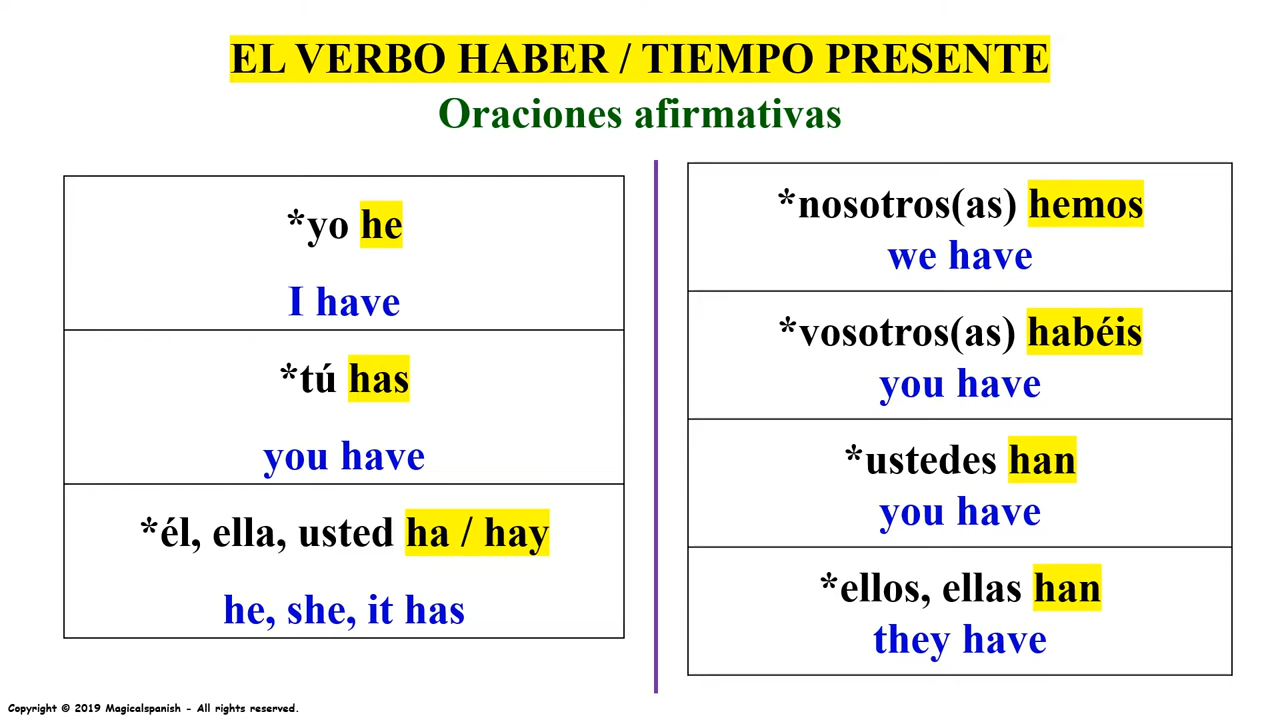 EL VERBO HABER / TIEMPO PRESENTE
Oraciones afirmativas
*yo he
I have
*tú has
you have
*él, ella, usted ha / hay
he, she, it has
*nosotros(as) hemos
we have
*vosotros(as) habéis
you have
*ustedes han
you have
*ellos, ellas han
they have
Copyright © 2019 Magicalspanish - All rights reserved.